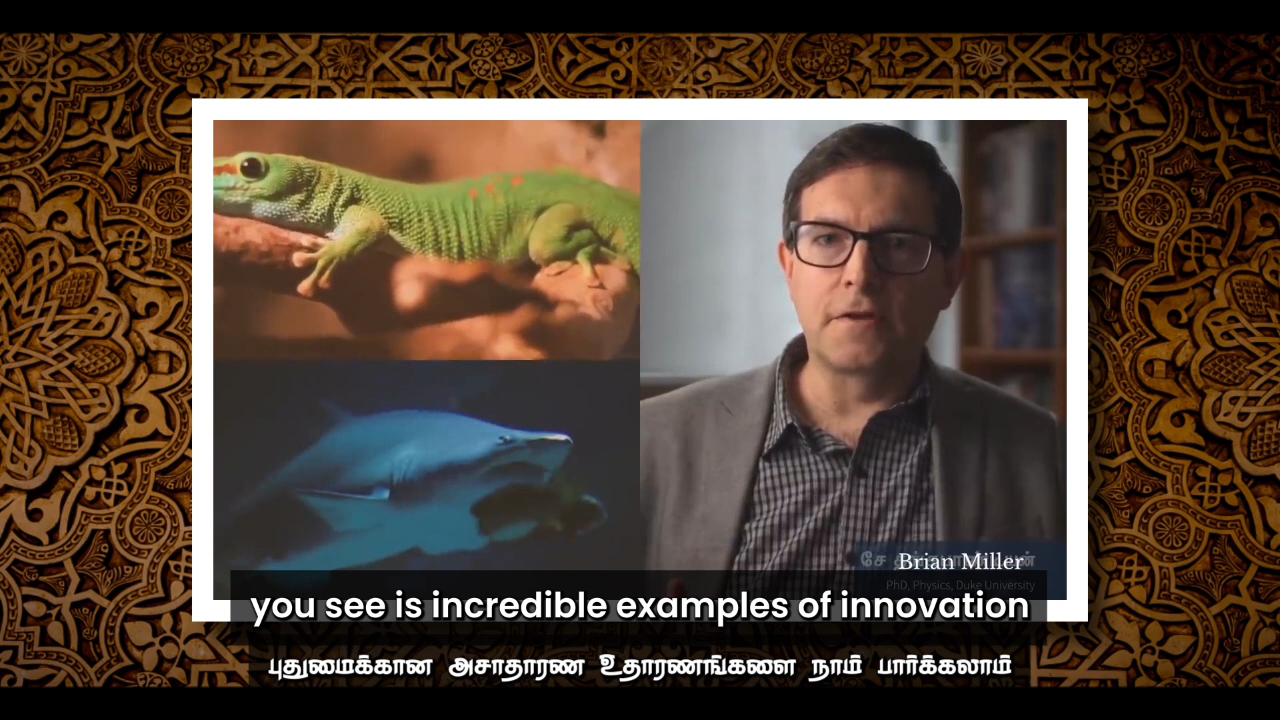 Brian Miller
PhD, Physics, Duke University
you see is incredible examples of innovation
புதுமைக்கான அசாதாரண உதாரணங்களை நாம் பார்க்கலாம்